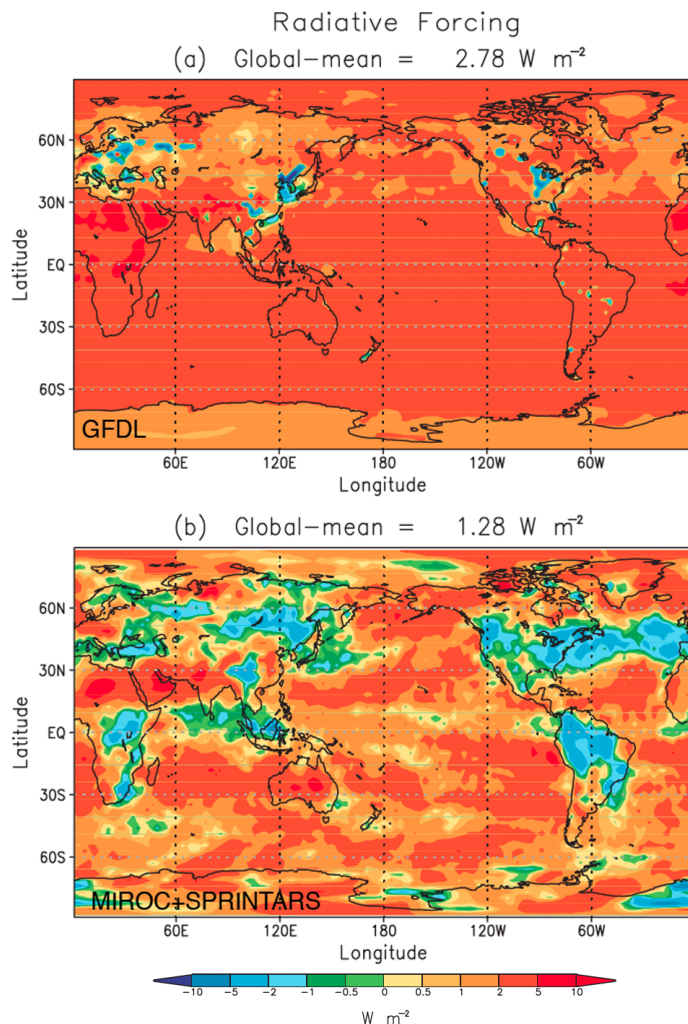 Radiative Forcing
(a) Global-mean = 2.78 W m⁻²
60N
30N
EQ
30S
60S
Latitude
GFDL
60E 120E 180 120W 60W
Longitude
(b) Global-mean = 1.28 W m⁻²
60N
30N
EQ
30S
60S
Latitude
MIROC+SPRINTARS
60E 120E 180 120W 60W
Longitude
-10 -5 -2 -1 -0.5 0 0.5 1 2 5 10
W m⁻²